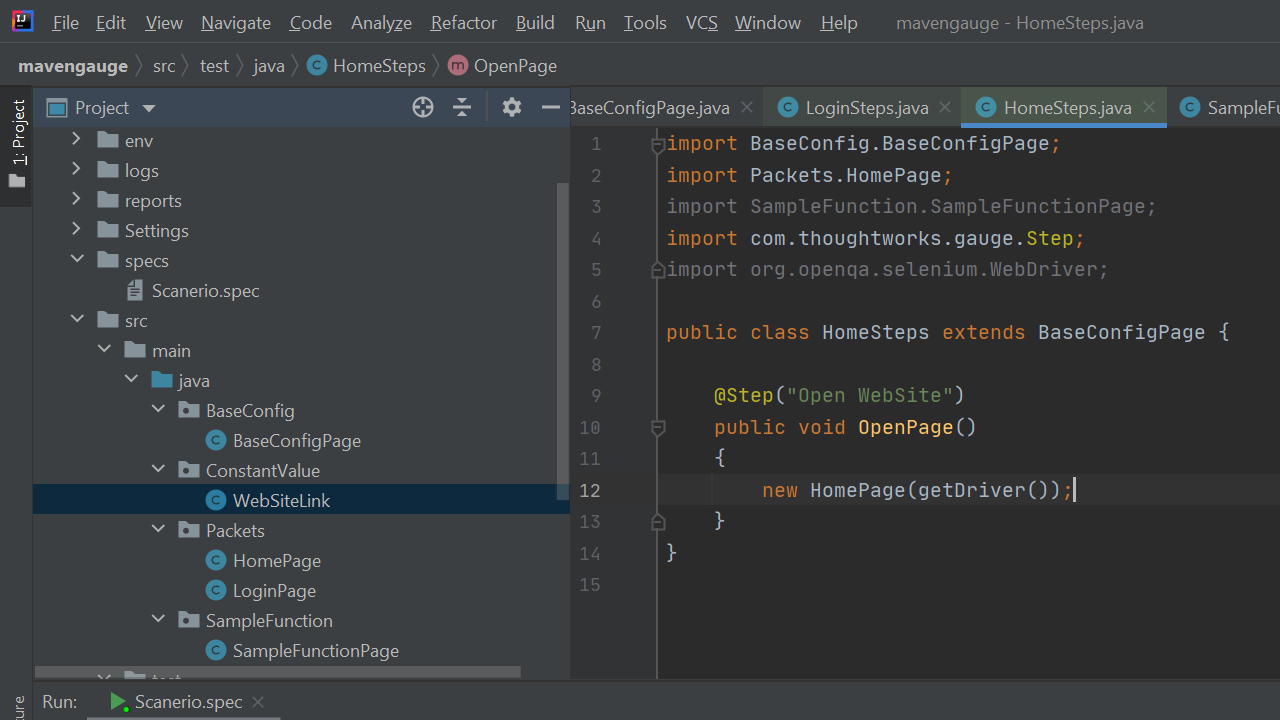 File Edit View Navigate Code Analyze Refactor Build Run Tools VCS Window Help mavengauge - HomeSteps.java
mavengauge src test java HomeSteps OpenPage
1: Project
Project
BaseConfigPage.java LoginSteps.java HomeSteps.java SampleFu
env
logs
reports
Settings
specs
Scanerio.spec
src
main
java
BaseConfig
BaseConfigPage
ConstantValue
WebSiteLink
Packets
HomePage
LoginPage
SampleFunction
SampleFunctionPage
test
1 import BaseConfig.BaseConfigPage;
2 import Packets.HomePage;
3 import SampleFunction.SampleFunctionPage;
4 import com.thoughtworks.gauge.Step;
5 import org.openqa.selenium.WebDriver;
6
7 public class HomeSteps extends BaseConfigPage {
8
9 @Step("Open WebSite")
10 public void OpenPage()
11 {
12 new HomePage(getDriver());
13 }
14 }
15
Run: Scanerio.spec